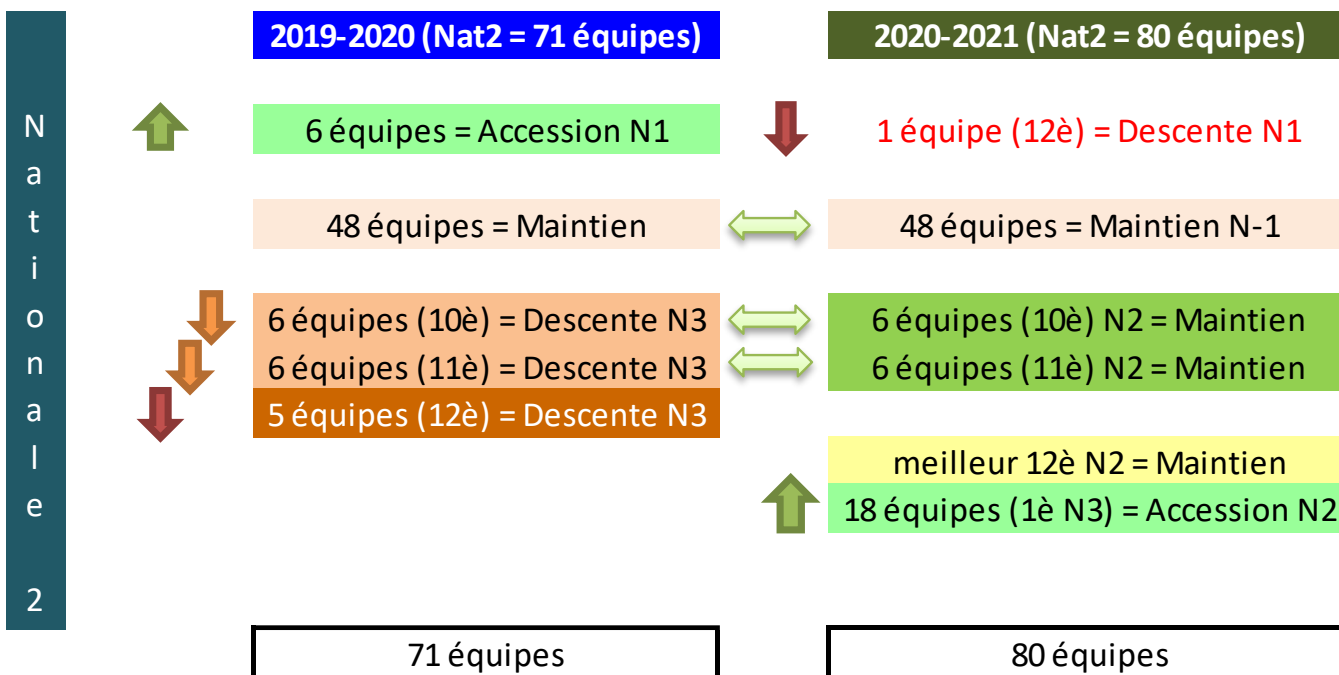 Nationale 2
2019-2020 (Nat2 = 71 équipes)
2020-2021 (Nat2 = 80 équipes)
6 équipes = Accession N1
1 équipe (12è) = Descente N1
48 équipes = Maintien
48 équipes = Maintien N-1
6 équipes (10è) = Descente N3
6 équipes (10è) N2 = Maintien
6 équipes (11è) = Descente N3
6 équipes (11è) N2 = Maintien
5 équipes (12è) = Descente N3
meilleur 12è N2 = Maintien
18 équipes (1è N3) = Accession N2
71 équipes
80 équipes